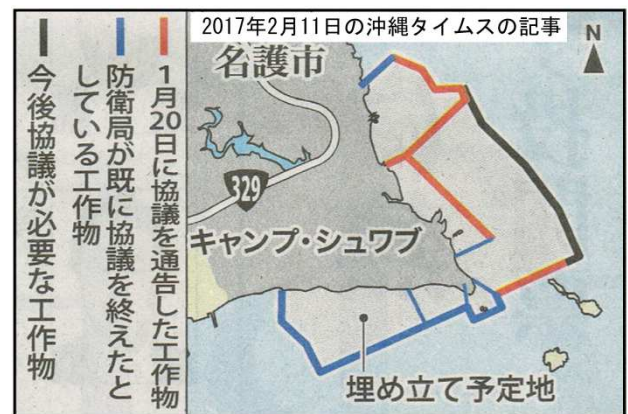 2017年2月11日の沖縄タイムスの記事
1月20日に協議を通告した工作物
防衛局が既に協議を終えたと
している工作物
今後協議が必要な工作物
名護市
N
329
キャンプ・シュワブ
埋め立て予定地